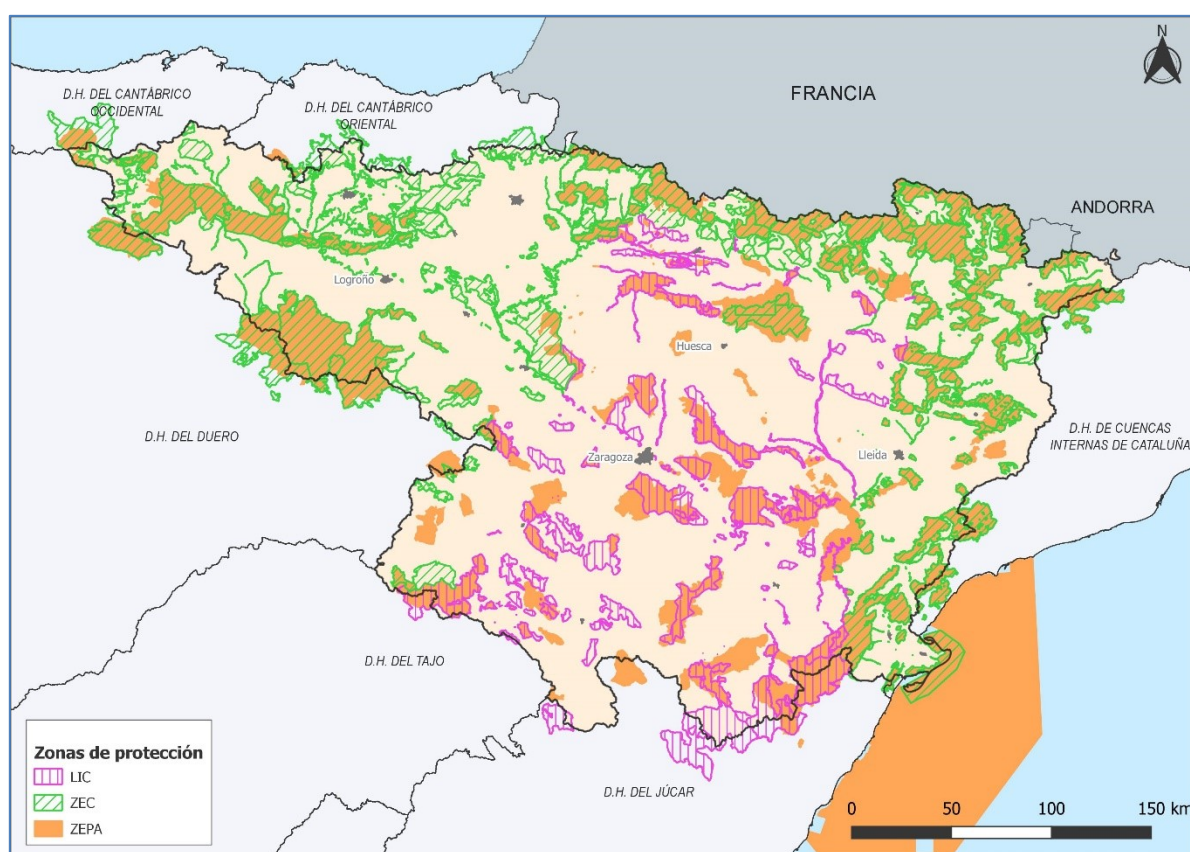 N
D.H. DEL CANTÁBRICO
OCCIDENTAL
D.H. DEL CANTÁBRICO
ORIENTAL
FRANCIA
ANDORRA
Logroño
Huesca
D.H. DEL DUERO
Zaragoza
Lleida
D.H. DE CUENCAS
INTERNAS DE CATALUÑA
D.H. DEL TAJO
D.H. DEL JÚCAR
Zonas de protección
LIC
ZEC
ZEPA
0 50 100 150 km